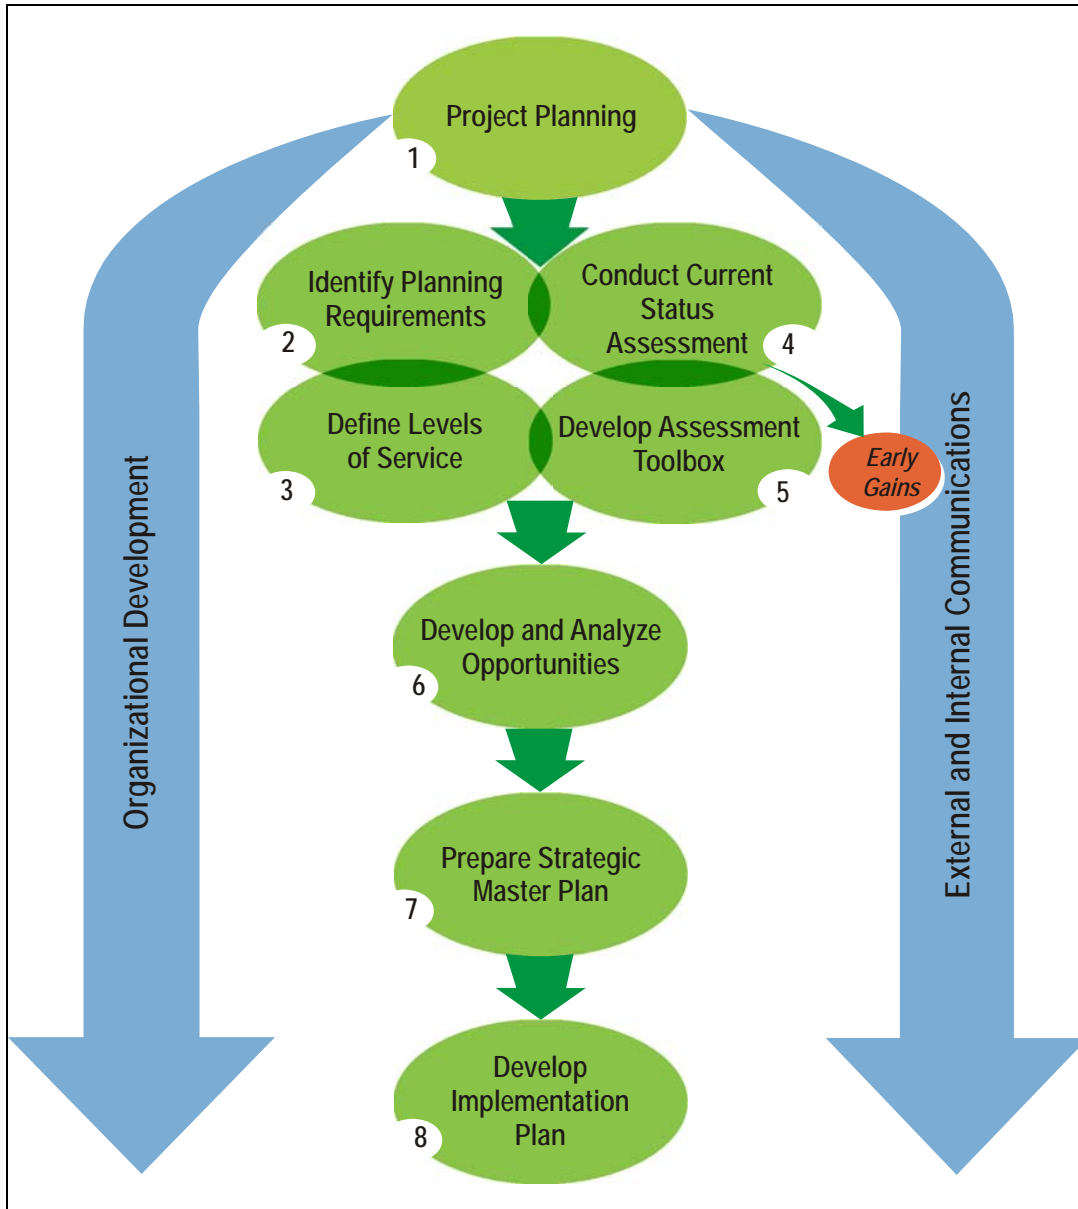 Project Planning
1
Identify Planning
Requirements
2
Conduct Current
Status
Assessment
4
Define Levels
of Service
3
Develop Assessment
Toolbox
5
Early
Gains
Organizational Development
External and Internal Communications
Develop and Analyze
Opportunities
6
Prepare Strategic
Master Plan
7
Develop
Implementation
Plan
8